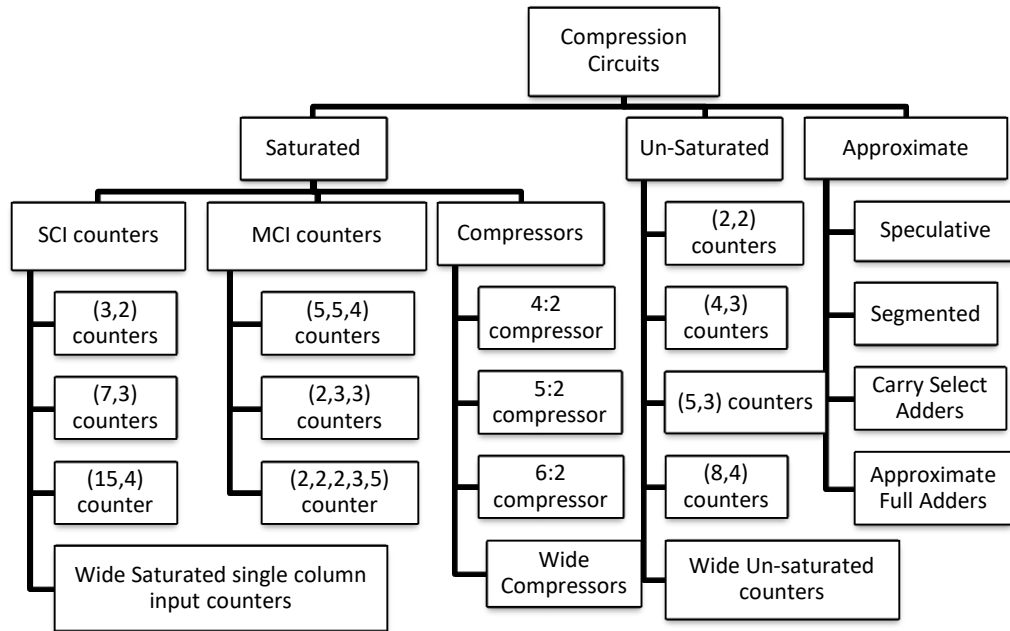 Compression
Circuits
Saturated
Un-Saturated
Approximate
SCI counters
MCI counters
Compressors
(3,2)
counters
(7,3)
counters
(15,4)
counter
Wide Saturated single column
input counters
(5,5,4)
counters
(2,3,3)
counters
(2,2,2,3,5)
counter
4:2
compressor
5:2
compressor
6:2
compressor
Wide
Compressors
(2,2)
counters
(4,3)
counters
(5,3) counters
(8,4)
counters
Wide Un-saturated
counters
Speculative
Segmented
Carry Select
Adders
Approximate
Full Adders